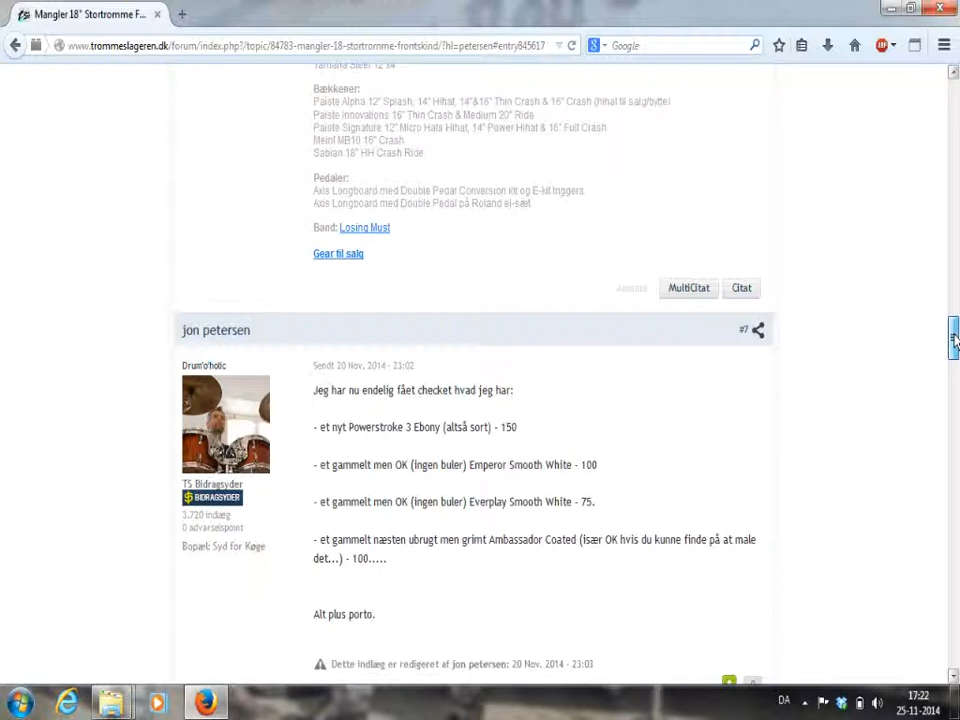 Mangler 18" Stortromme F...
www.trommeslageren.dk/forum/index.php?/topic/84783-mangler-18-stortromme-frontskind/?hl=petersen#entry845617
Google
Yamaha Steel 12"x4"
Bækkener:
Paiste Alpha 12" Splash, 14" Hihat, 14"&16" Thin Crash & 16" Crash (hihat til salg/bytte)
Paiste Innovations 16" Thin Crash & Medium 20" Ride
Paiste Signature 12" Micro Hats Hihat, 14" Power Hihat & 16" Full Crash
Meinl MB10 16" Crash
Sabian 18" HH Crash Ride
Pedaler:
Axis Longboard med Double Pedal Conversion kit og E-kit triggers
Axis Longboard med Double Pedal på Roland el-sæt
Band: Losing Must
Gear til salg
Anmeld
MultiCitat
Citat
jon petersen
#7
Drum'o'holic
Sendt 20 Nov. 2014 - 23:02
Jeg har nu endelig fået checket hvad jeg har:
- et nyt Powerstroke 3 Ebony (altså sort) - 150
- et gammelt men OK (ingen buler) Emperor Smooth White - 100
TS Bidragsyder
BIDRAGSYDER
- et gammelt men OK (ingen buler) Everplay Smooth White - 75.
3.720 indlæg
0 advarselspoint
Bopæl: Syd for Køge
- et gammelt næsten ubrugt men grimt Ambassador Coated (især OK hvis du kunne finde på at male
det...) - 100.....
Alt plus porto.
Dette indlæg er redigeret af jon petersen: 20 Nov. 2014 - 23:03
DA
17:22
25-11-2014